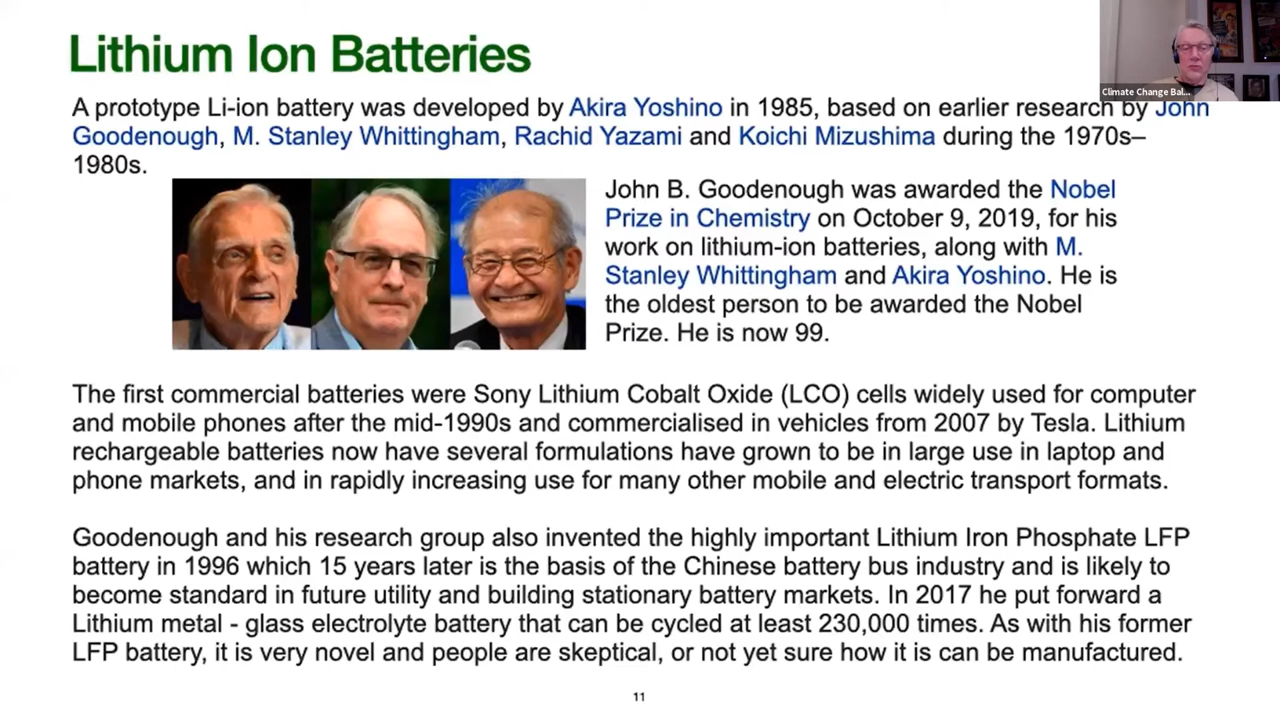 Lithium Ion Batteries
Climate Change Bal...
A prototype Li-ion battery was developed by Akira Yoshino in 1985, based on earlier research by John
Goodenough, M. Stanley Whittingham, Rachid Yazami and Koichi Mizushima during the 1970s–
1980s.
John B. Goodenough was awarded the Nobel
Prize in Chemistry on October 9, 2019, for his
work on lithium-ion batteries, along with M.
Stanley Whittingham and Akira Yoshino. He is
the oldest person to be awarded the Nobel
Prize. He is now 99.
The first commercial batteries were Sony Lithium Cobalt Oxide (LCO) cells widely used for computer
and mobile phones after the mid-1990s and commercialised in vehicles from 2007 by Tesla. Lithium
rechargeable batteries now have several formulations have grown to be in large use in laptop and
phone markets, and in rapidly increasing use for many other mobile and electric transport formats.
Goodenough and his research group also invented the highly important Lithium Iron Phosphate LFP
battery in 1996 which 15 years later is the basis of the Chinese battery bus industry and is likely to
become standard in future utility and building stationary battery markets. In 2017 he put forward a
Lithium metal - glass electrolyte battery that can be cycled at least 230,000 times. As with his former
LFP battery, it is very novel and people are skeptical, or not yet sure how it is can be manufactured.
11